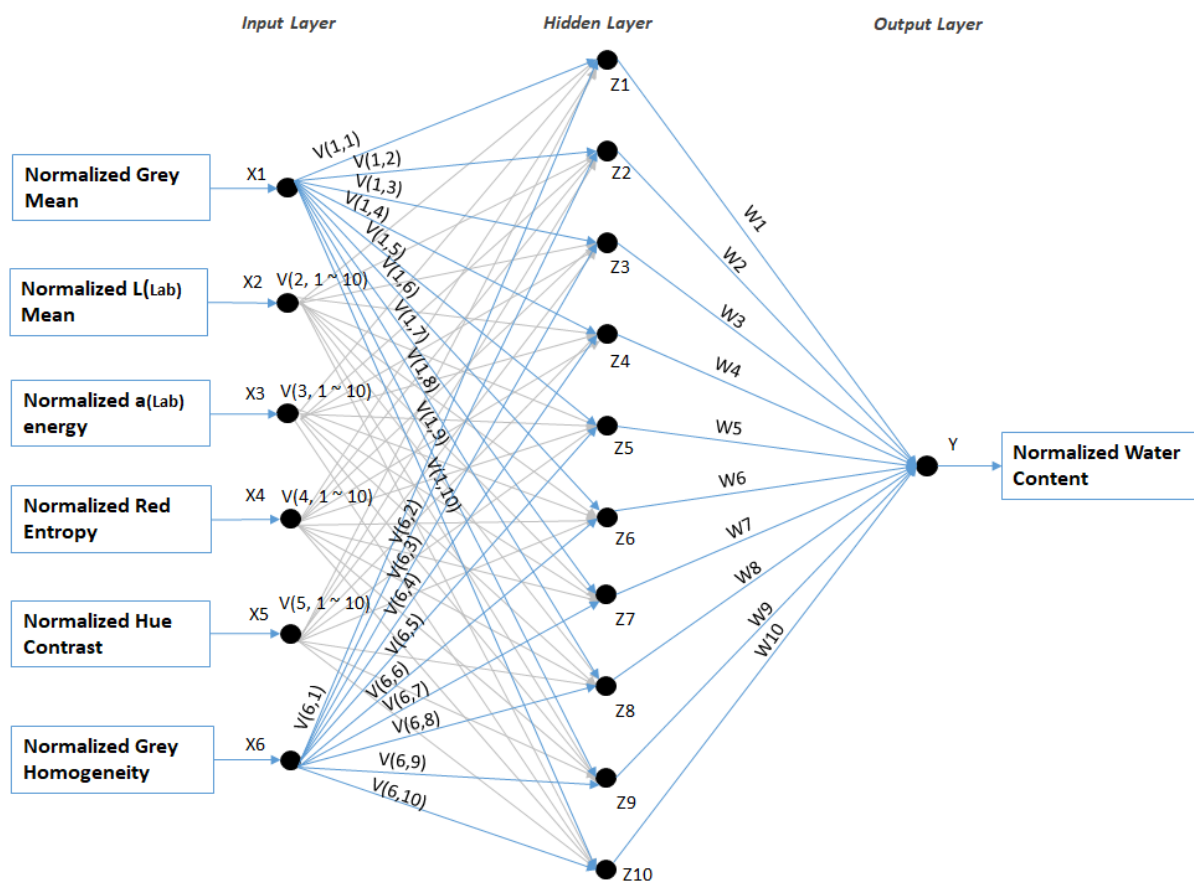 Input Layer
Hidden Layer
Output Layer
Normalized Grey
Mean
X1
Normalized L(Lab)
Mean
X2
V(2, 1 ~ 10)
Normalized a(Lab)
energy
X3
V(3, 1 ~ 10)
Normalized Red
Entropy
X4
V(4, 1 ~ 10)
Normalized Hue
Contrast
X5
V(5, 1 ~ 10)
Normalized Grey
Homogeneity
X6
V(1,1)
V(1,2)
V(1,3)
V(1,4)
V(1,5)
V(1,6)
V(1,7)
V(1,8)
V(1,9)
V(1,10)
V(6,1)
V(6,2)
V(6,3)
V(6,4)
V(6,5)
V(6,6)
V(6,7)
V(6,8)
V(6,9)
V(6,10)
Z1
Z2
Z3
Z4
Z5
Z6
Z7
Z8
Z9
Z10
W1
W2
W3
W4
W5
W6
W7
W8
W9
W10
Y
Normalized Water
Content